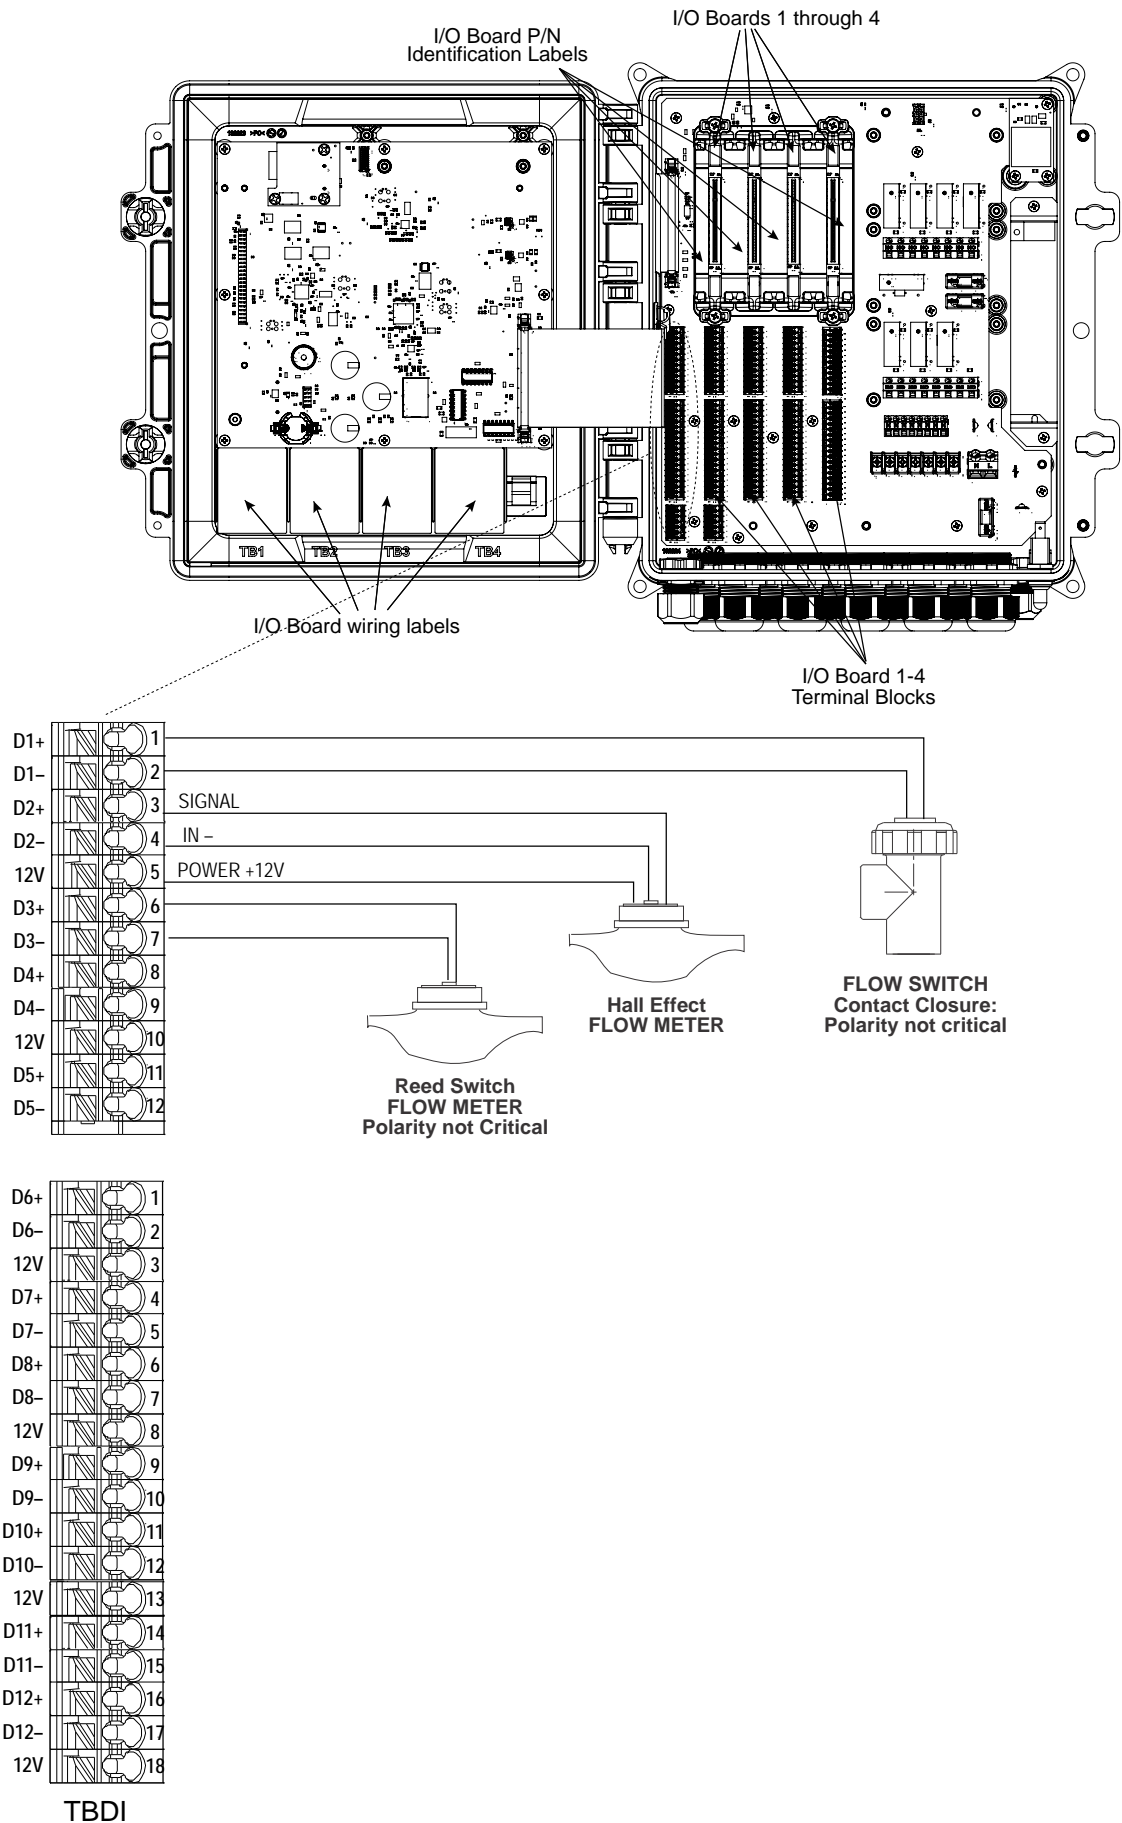 I/O Boards 1 through 4
I/O Board P/N
Identification Labels
TB1
TB2
TB3
TB4
N L
I/O Board wiring labels
I/O Board 1-4
Terminal Blocks
D1+ 1
D1– 2
D2+ 3 SIGNAL
D2– 4 IN –
12V 5 POWER +12V
D3+ 6
D3– 7
D4+ 8
D4– 9
12V 10
D5+ 11
D5– 12
FLOW SWITCH
Contact Closure:
Polarity not critical
Hall Effect
FLOW METER
Reed Switch
FLOW METER
Polarity not Critical
D6+ 1
D6– 2
12V 3
D7+ 4
D7– 5
D8+ 6
D8– 7
12V 8
D9+ 9
D9– 10
D10+ 11
D10– 12
12V 13
D11+ 14
D11– 15
D12+ 16
D12– 17
12V 18
TBDI